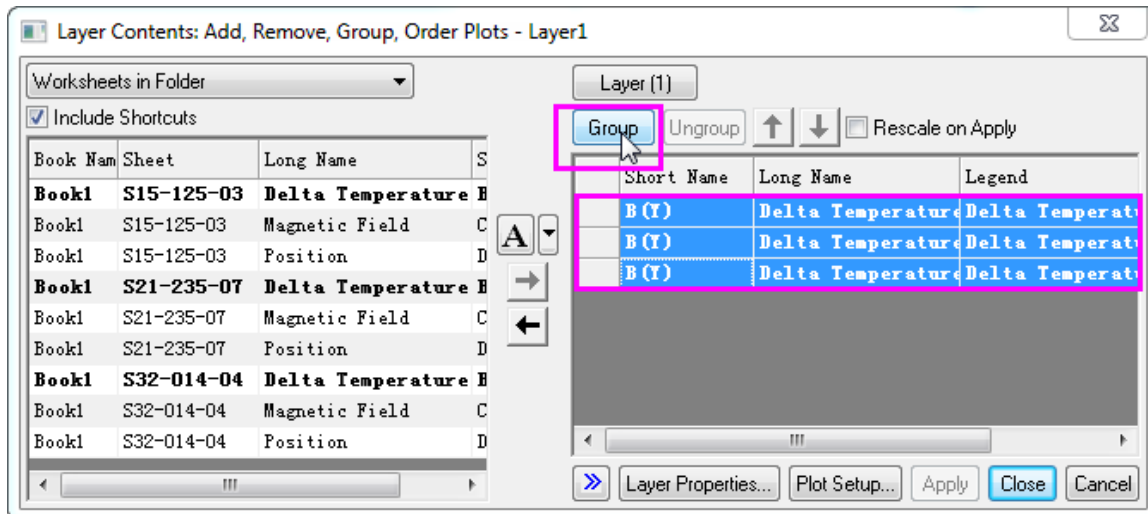 Layer Contents: Add, Remove, Group, Order Plots - Layer1
Worksheets in Folder
Include Shortcuts
Book Nam Sheet Long Name S
Book1 S15-125-03 Delta Temperature B
Book1 S15-125-03 Magnetic Field C
Book1 S15-125-03 Position D
Book1 S21-235-07 Delta Temperature B
Book1 S21-235-07 Magnetic Field C
Book1 S21-235-07 Position D
Book1 S32-014-04 Delta Temperature B
Book1 S32-014-04 Magnetic Field C
Book1 S32-014-04 Position D
A
Layer (1)
Group Ungroup Rescale on Apply
Short Name Long Name Legend
B(Y) Delta Temperature Delta Temperatu
B(Y) Delta Temperature Delta Temperatu
B(Y) Delta Temperature Delta Temperatu
Layer Properties... Plot Setup... Apply Close Cancel